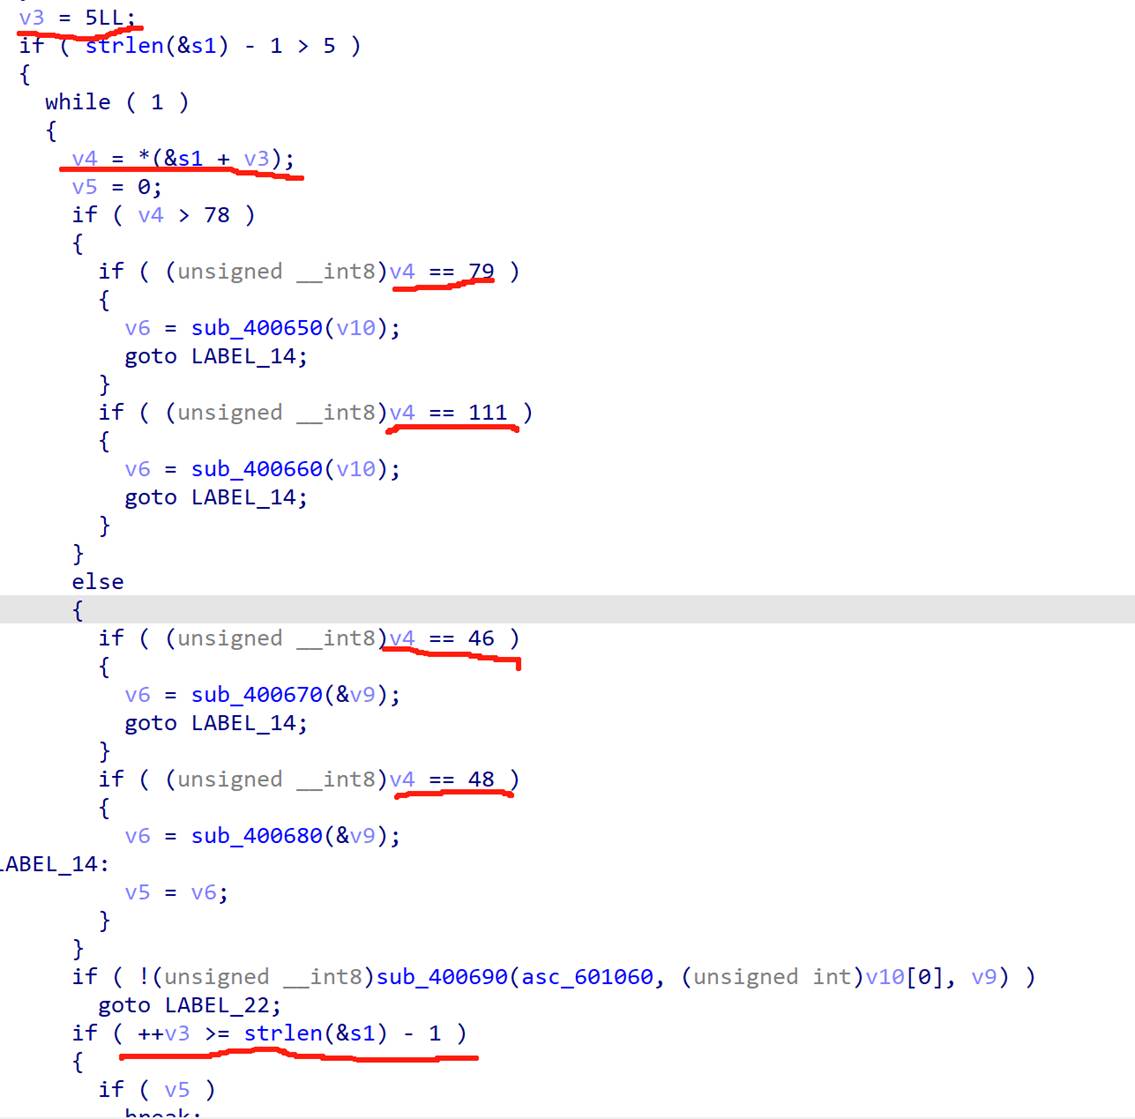 v3 = 5LL;
if ( strlen(&s1) - 1 > 5 )
{
while ( 1 )
{
v4 = *(&s1 + v3);
v5 = 0;
if ( v4 > 78 )
{
if ( (unsigned __int8)v4 == 79 )
{
v6 = sub_400650(v10);
goto LABEL_14;
}
if ( (unsigned __int8)v4 == 111 )
{
v6 = sub_400660(v10);
goto LABEL_14;
}
}
else
{
if ( (unsigned __int8)v4 == 46 )
{
v6 = sub_400670(&v9);
goto LABEL_14;
}
if ( (unsigned __int8)v4 == 48 )
{
v6 = sub_400680(&v9);
LABEL_14:
v5 = v6;
}
}
if ( !(unsigned __int8)sub_400690(asc_601060, (unsigned int)v10[0], v9) )
goto LABEL_22;
if ( ++v3 >= strlen(&s1) - 1 )
{
if ( v5 )
break;